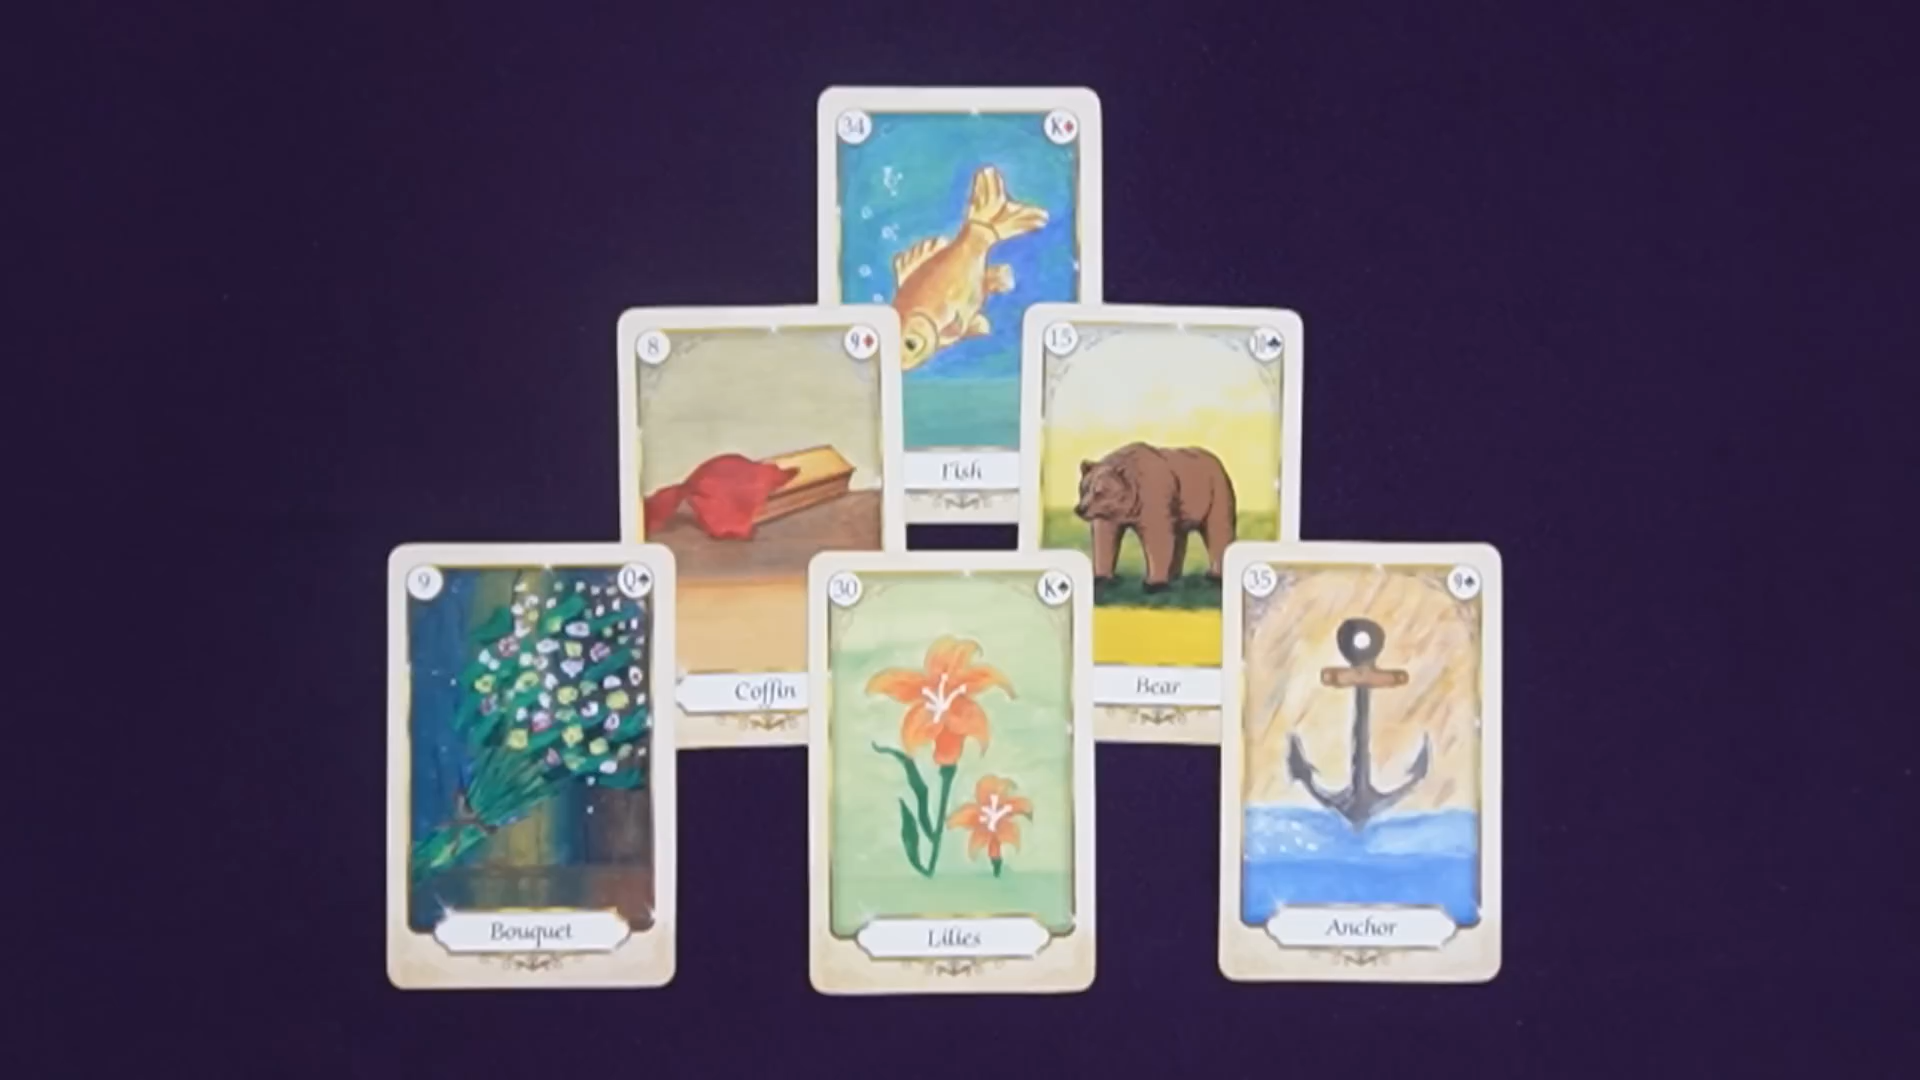 34 K♦
Fish
8 9♦
Coffin
15 10♣
Bear
9 Q♠
Bouquet
30 K♠
Lilies
35 9♠
Anchor